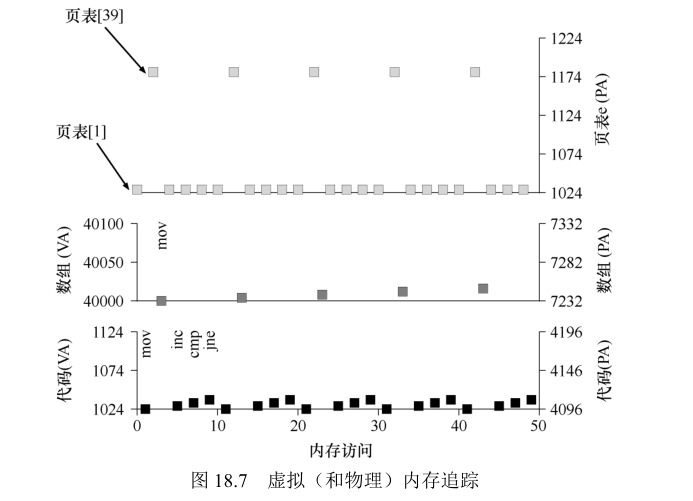 页表[39]
1224
1174
1124
1074
1024
页表e (PA)
页表[1]
40100
40050
40000
数组 (VA)
mov
7332
7282
7232
数组 (PA)
1124
1074
1024
代码(VA)
mov
inc
cmp
jne
4196
4146
4096
代码(PA)
0 10 20 30 40 50
内存访问
图 18.7 虚拟（和物理）内存追踪